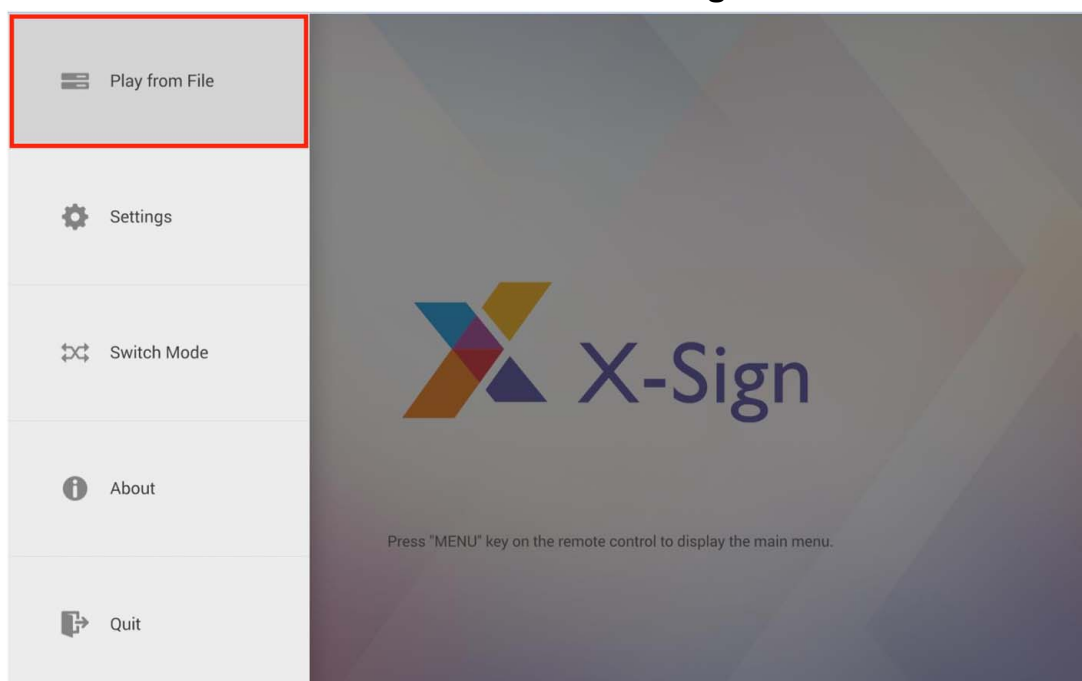 Play from File
Settings
Switch Mode
About
Quit
X-Sign
Press "MENU" key on the remote control to display the main menu.